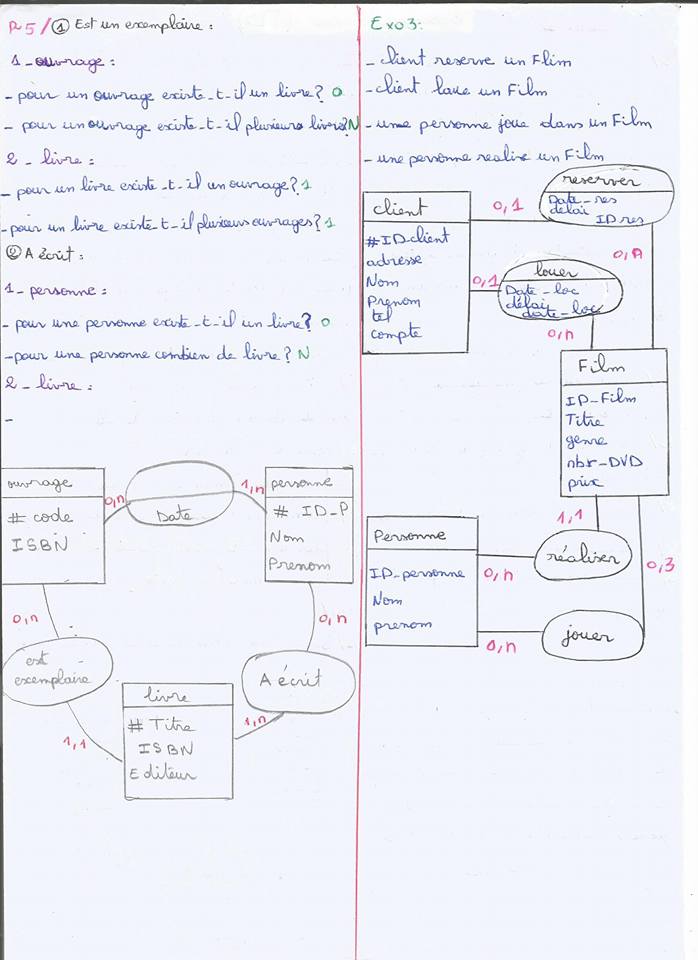 R5/① Est un exemplaire :
1_ouvrage :
- pour un ouvrage existe_t_il un livre? 0
- pour un ouvrage existe_t_il plusieurs livres? N
2_ livre :
- pour un livre existe_t_il un ouvrage? 1
- pour un livre existe_t_il plusieurs ouvrages? 1
② A écrit :
1_ personne :
- pour une personne existe_t_il un livre? 0
- pour une personne combien de livre? N
2_ livre :
-
ouvrage
# code
ISBN
0,n
Date
1,n
personne
# ID_P
Nom
Prenom
0,n
est exemplaire
1,1
livre
# Titre
ISBN
Editeur
1,n
A écrit
0,n
Exo3:
- client reserve un Flim
- client loue un Film
- une personne joue dans un Film
- une personne realise un Film
client
#ID-client
adresse
Nom
Prenom
tel
compte
0,1
reserver
Date_res
délai
ID res
0,n
0,1
louer
Date_loc
délai
date_loc
0,n
Film
ID_Film
Titre
genre
nbr_DVD
prix
1,1
0,3
Personne
ID_personne
Nom
prenom
0,n
réaliser
0,n
jouer